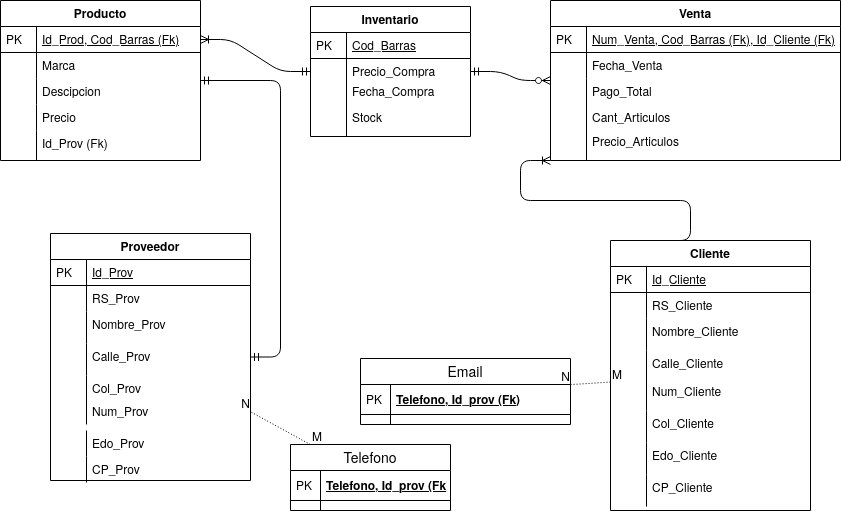 Producto
PK Id_Prod, Cod_Barras (Fk)
Marca
Descipcion
Precio
Id_Prov (Fk)
Inventario
PK Cod_Barras
Precio_Compra
Fecha_Compra
Stock
Venta
PK Num_Venta, Cod_Barras (Fk), Id_Cliente (Fk)
Fecha_Venta
Pago_Total
Cant_Articulos
Precio_Articulos
Proveedor
PK Id_Prov
RS_Prov
Nombre_Prov
Calle_Prov
Col_Prov
Num_Prov
Edo_Prov
CP_Prov
N
M
Telefono
PK Telefono, Id_prov (Fk
Email
PK Telefono, Id_prov (Fk)
N
M
Cliente
PK Id_Cliente
RS_Cliente
Nombre_Cliente
Calle_Cliente
Num_Cliente
Col_Cliente
Edo_Cliente
CP_Cliente